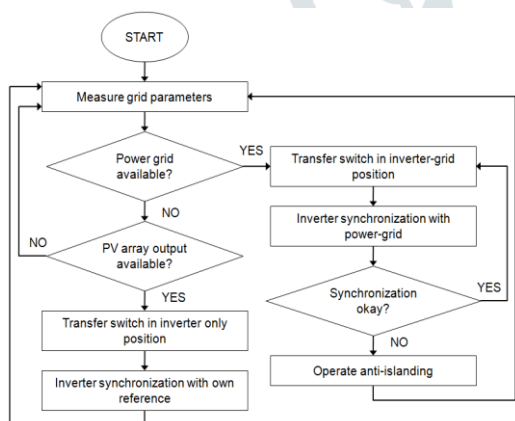 START
Measure grid parameters
Power grid
available?
YES
NO
Transfer switch in inverter-grid
position
Inverter synchronization with
power-grid
Synchronization
okay?
YES
NO
Operate anti-islanding
PV array output
available?
NO
YES
Transfer switch in inverter only
position
Inverter synchronization with own
reference